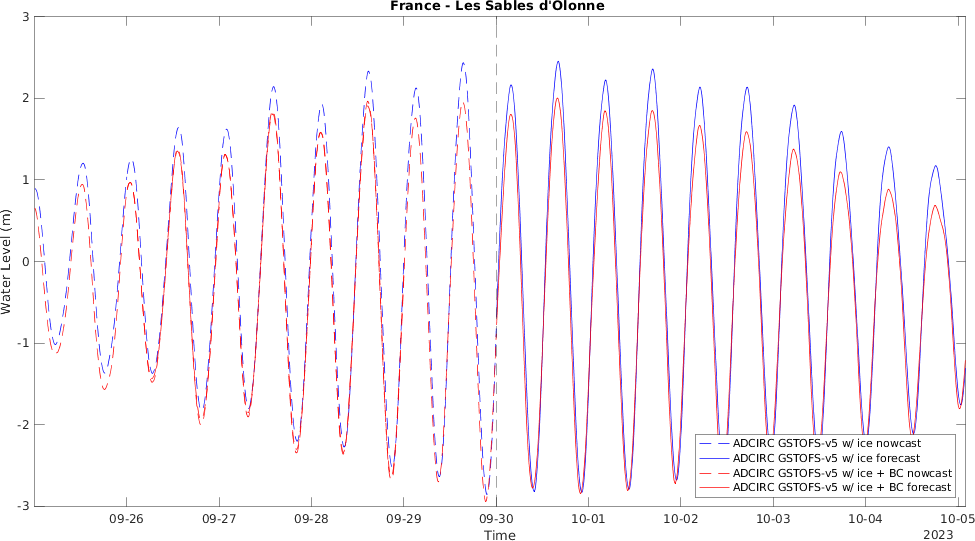 France - Les Sables d'Olonne
3
2
1
0
-1
-2
-3
Water Level (m)
ADCIRC GSTOFS-v5 w/ ice nowcast
ADCIRC GSTOFS-v5 w/ ice forecast
ADCIRC GSTOFS-v5 w/ ice + BC nowcast
ADCIRC GSTOFS-v5 w/ ice + BC forecast
09-26 09-27 09-28 09-29 09-30 10-01 10-02 10-03 10-04 10-05
Time
2023